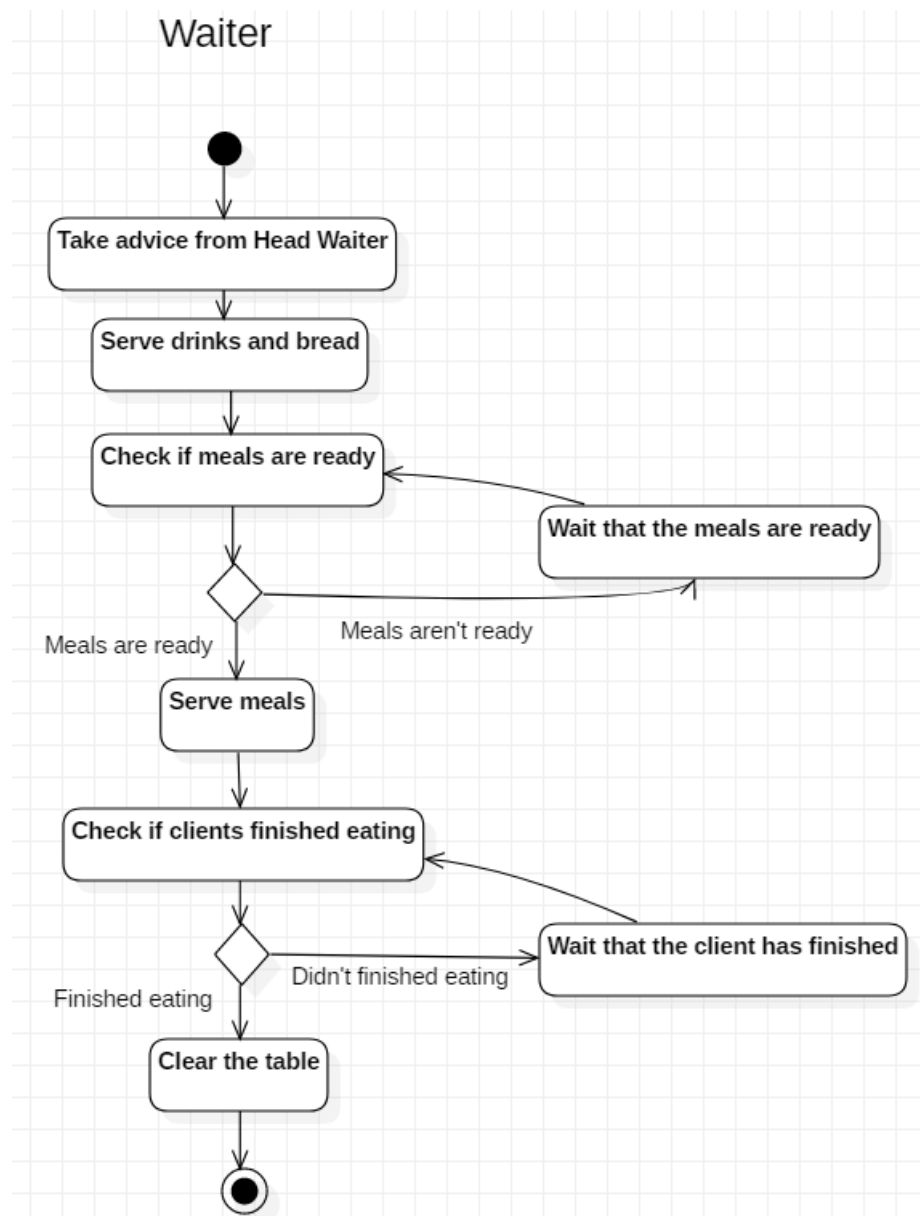 Waiter
Take advice from Head Waiter
Serve drinks and bread
Check if meals are ready
Wait that the meals are ready
Meals aren't ready
Meals are ready
Serve meals
Check if clients finished eating
Wait that the client has finished
Didn't finished eating
Finished eating
Clear the table